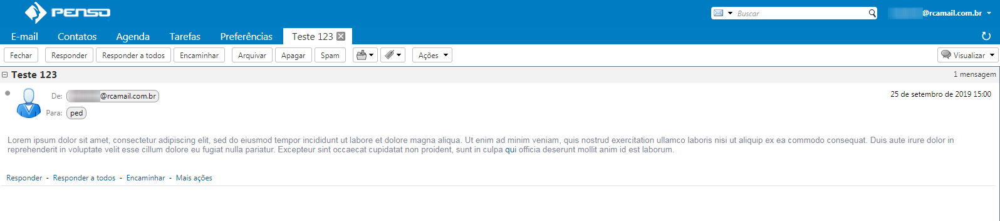 PENSO
Buscar
@rcamail.com.br
E-mail Contatos Agenda Tarefas Preferências Teste 123
Fechar Responder Responder a todos Encaminhar Arquivar Apagar Spam Ações Visualizar
Teste 123 1 mensagem
De: @rcamail.com.br 25 de setembro de 2019 15:00
Para: ped
Lorem ipsum dolor sit amet, consectetur adipiscing elit, sed do eiusmod tempor incididunt ut labore et dolore magna aliqua. Ut enim ad minim veniam, quis nostrud exercitation ullamco laboris nisi ut aliquip ex ea commodo consequat. Duis aute irure dolor in
reprehenderit in voluptate velit esse cillum dolore eu fugiat nulla pariatur. Excepteur sint occaecat cupidatat non proident, sunt in culpa qui officia deserunt mollit anim id est laborum.
Responder - Responder a todos - Encaminhar - Mais ações